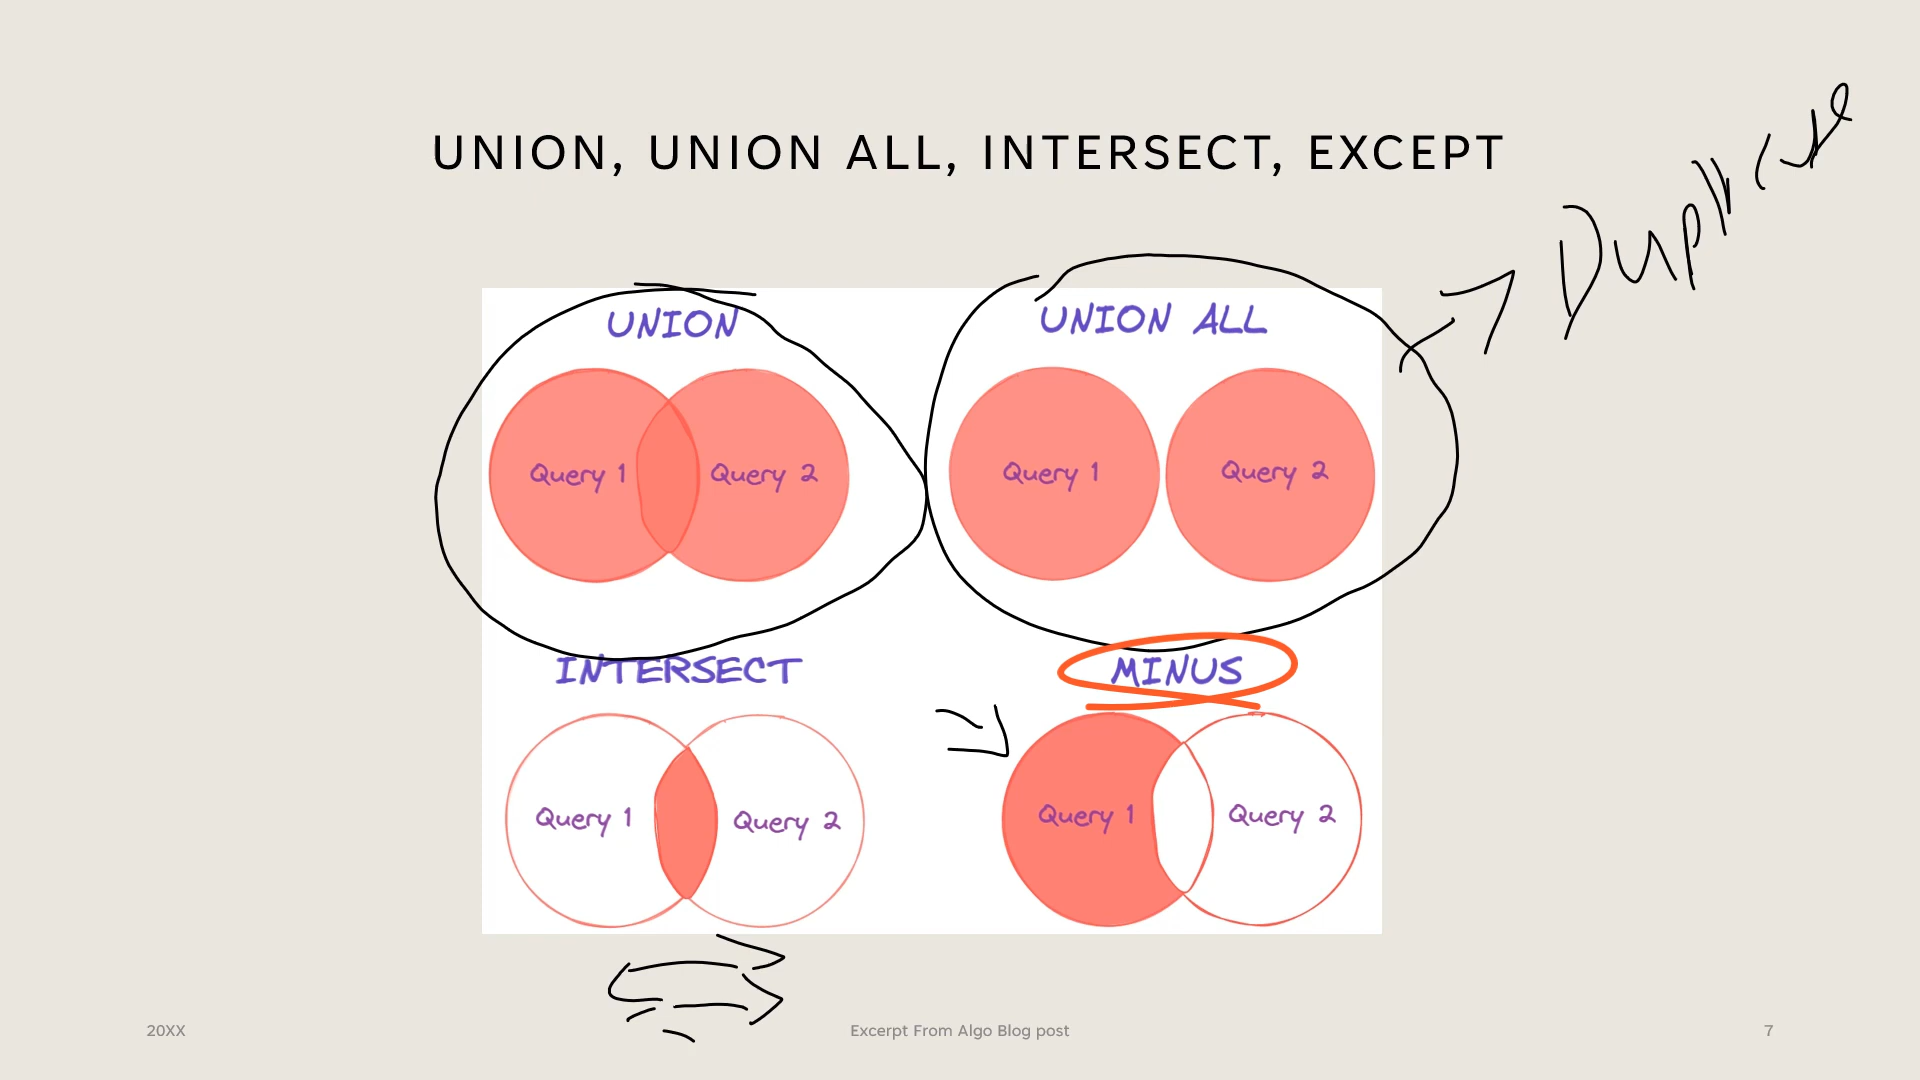 UNION, UNION ALL, INTERSECT, EXCEPT
Duplicate
UNION
UNION ALL
Query 1
Query 2
Query 1
Query 2
INTERSECT
MINUS
Query 1
Query 2
Query 1
Query 2
20XX
Excerpt From Algo Blog post
7